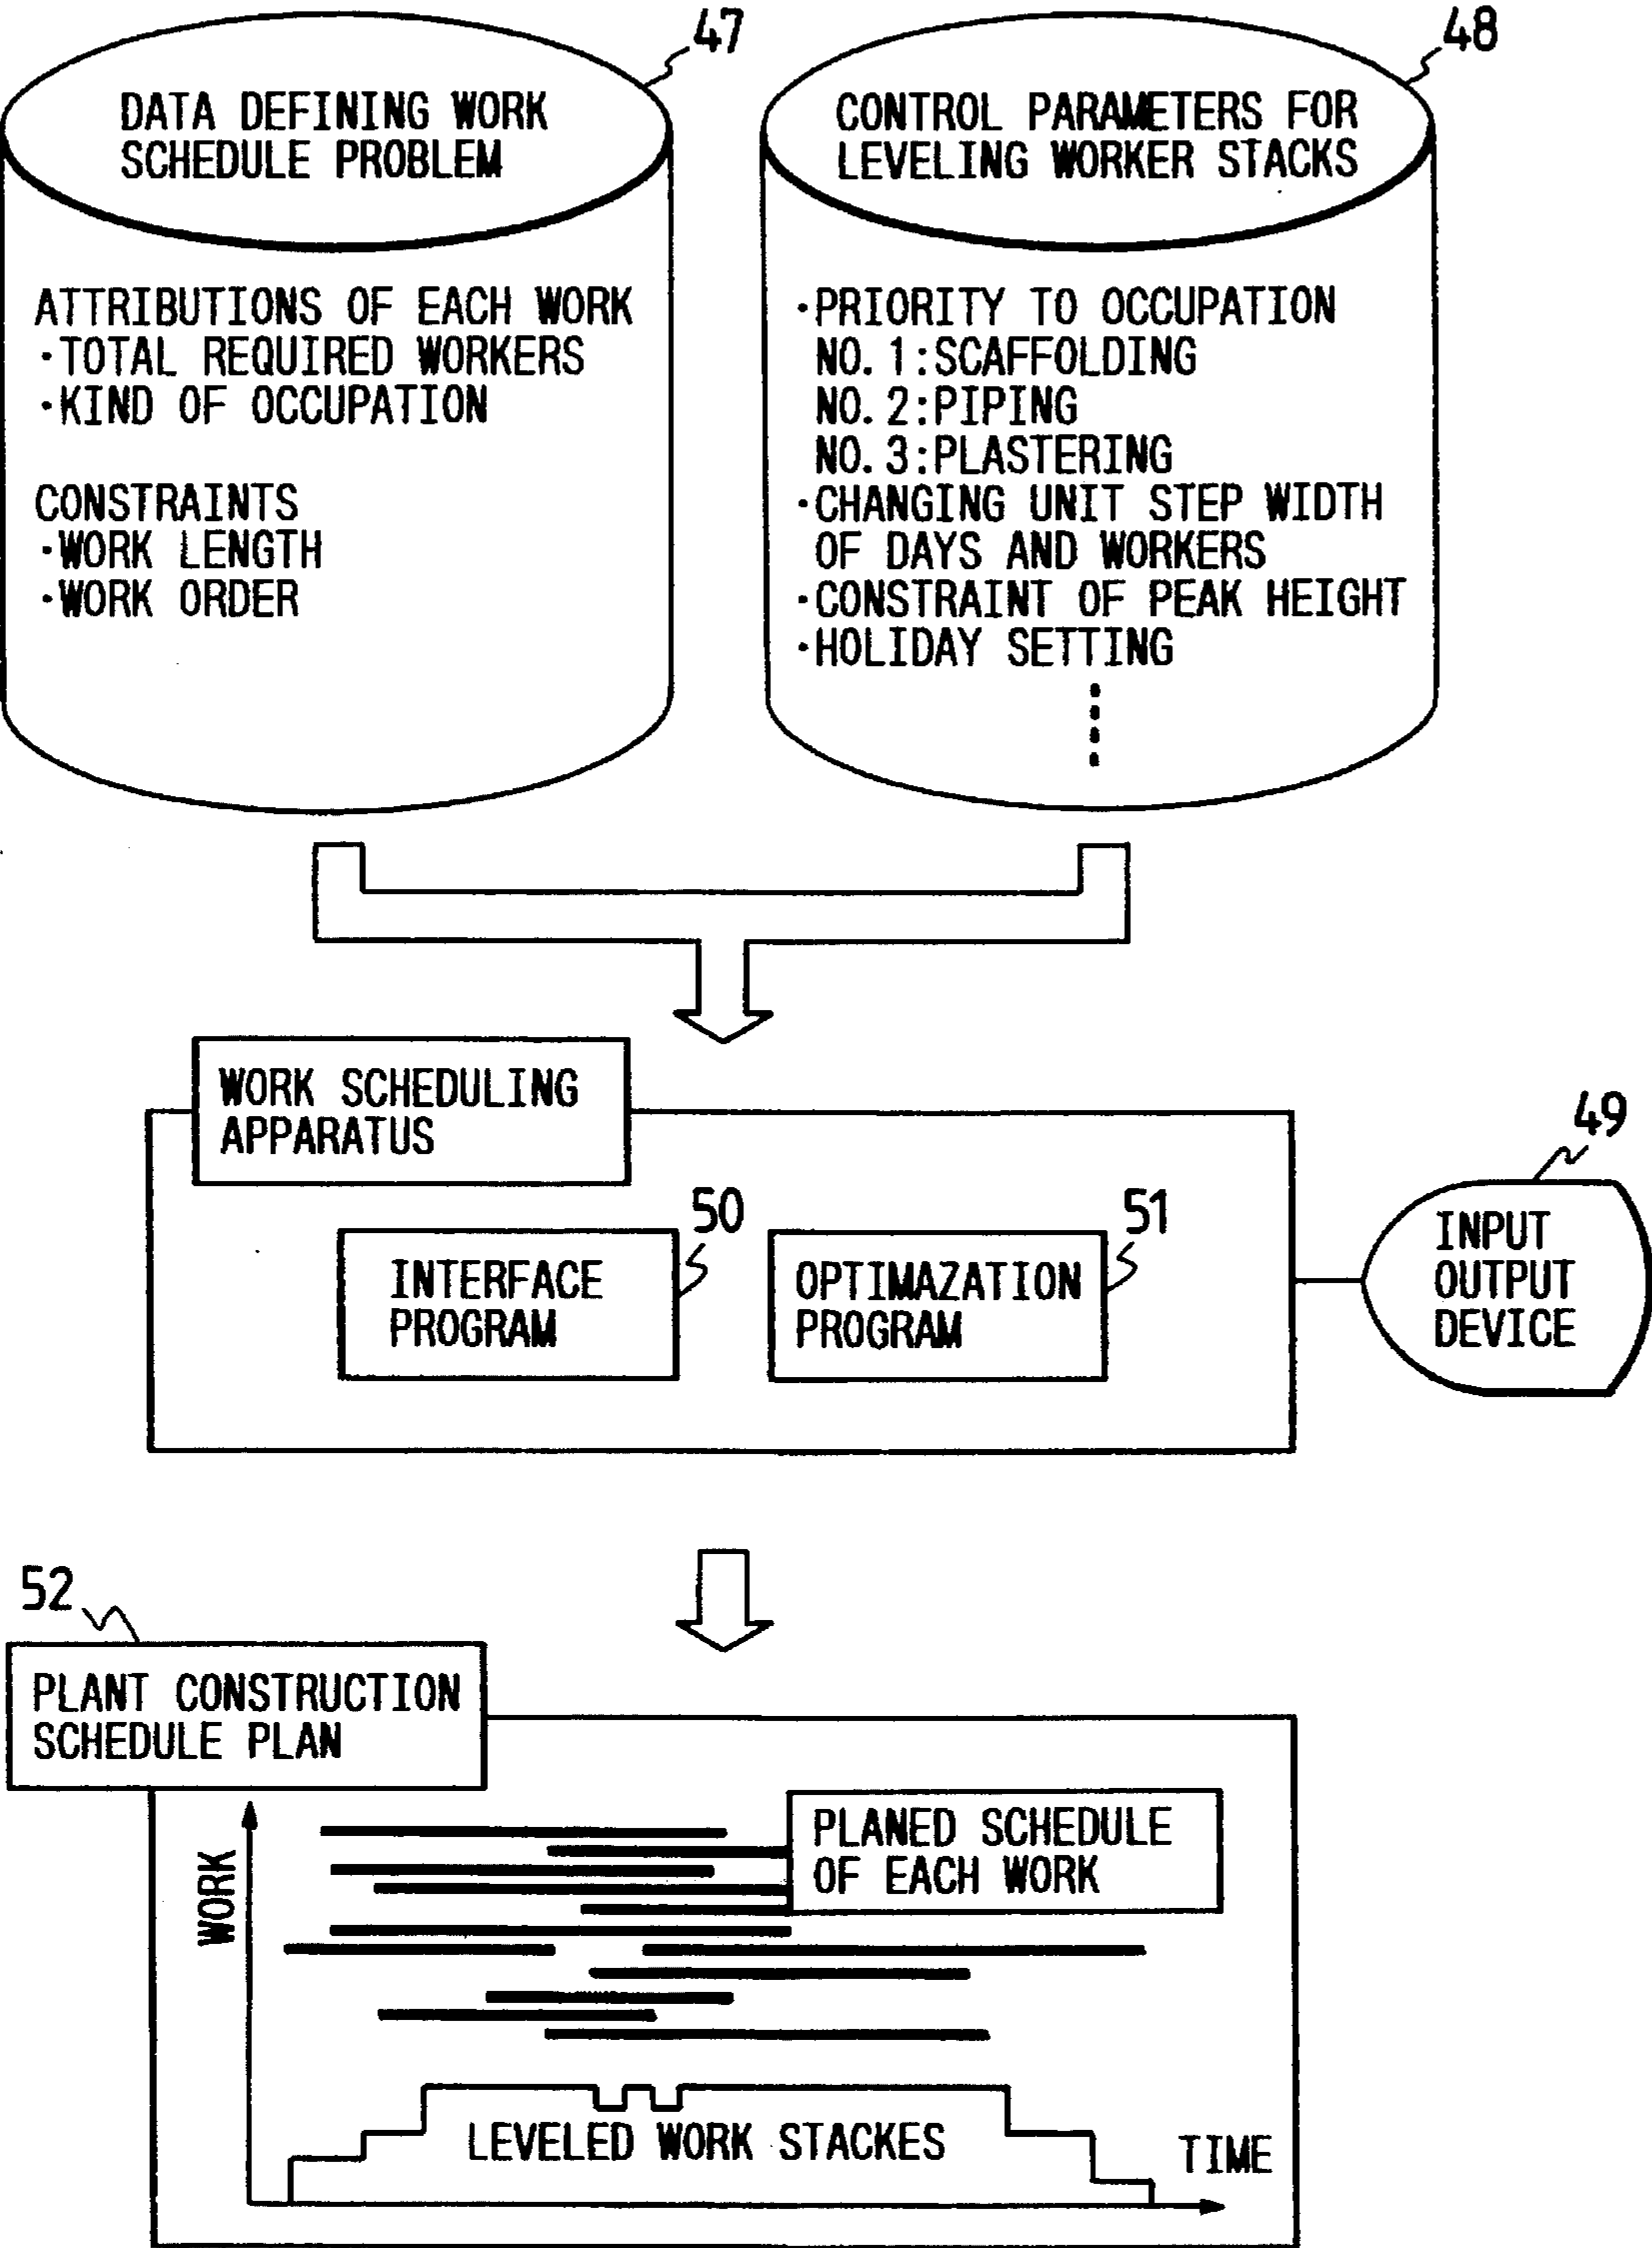 47
DATA DEFINING WORK
SCHEDULE PROBLEM
ATTRIBUTIONS OF EACH WORK
·TOTAL REQUIRED WORKERS
·KIND OF OCCUPATION
CONSTRAINTS
·WORK LENGTH
·WORK ORDER
48
CONTROL PARAMETERS FOR
LEVELING WORKER STACKS
·PRIORITY TO OCCUPATION
NO. 1:SCAFFOLDING
NO. 2:PIPING
NO. 3:PLASTERING
·CHANGING UNIT STEP WIDTH
OF DAYS AND WORKERS
·CONSTRAINT OF PEAK HEIGHT
·HOLIDAY SETTING
WORK SCHEDULING
APPARATUS
50
INTERFACE
PROGRAM
51
OPTIMAZATION
PROGRAM
49
INPUT
OUTPUT
DEVICE
52
PLANT CONSTRUCTION
SCHEDULE PLAN
PLANED SCHEDULE
OF EACH WORK
WORK
LEVELED WORK STACKES
TIME